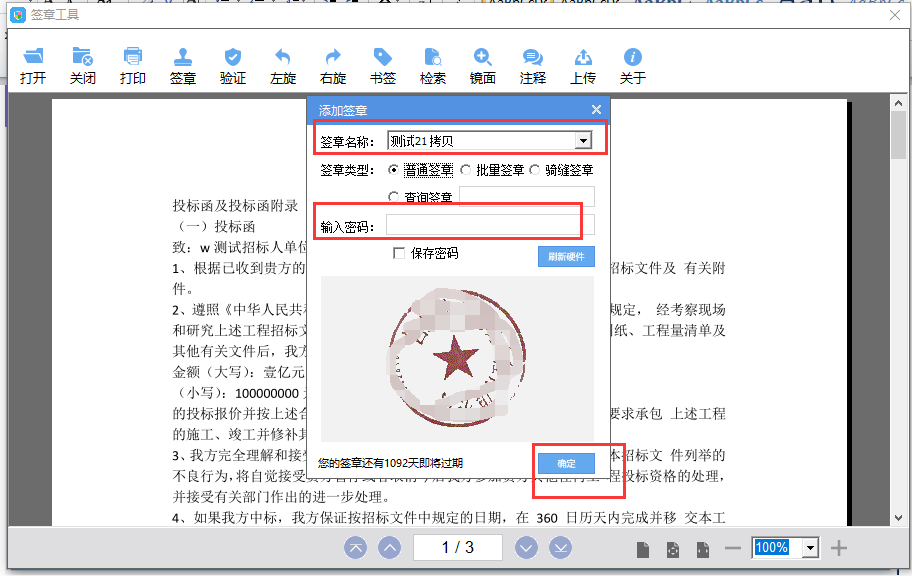 签章工具
打开 关闭 打印 签章 验证 左旋 右旋 书签 检索 镜面 注释 上传 关于
添加签章
签章名称： 测试21 拷贝
签章类型： 普通签章 批量签章 骑缝签章
查询签章
输入密码：
保存密码 刷新硬件
您的签章还有1092天即将过期
确定
投标函及投标函附录
（一）投标函
致：w 测试招标人单位
1、根据已收到贵方的 招标文件及 有关附
件。
2、遵照《中华人民共和 规定， 经考察现场
和研究上述工程招标文 图纸、工程量清单及
其他有关文件后，我方
金额（大写）：壹亿元
（小写）：100000000
的投标报价并按上述合 要求承包 上述工程
的施工、竣工并修补其
3、我方完全理解和接受 本招标文 件列举的
不良行为，将自觉接受 程投标资格的处理，
并接受有关部门作出的进一步处理。
4、如果我方中标，我方保证按招标文件中规定的日期，在 360 日历天内完成并移 交本工
1 / 3
100%